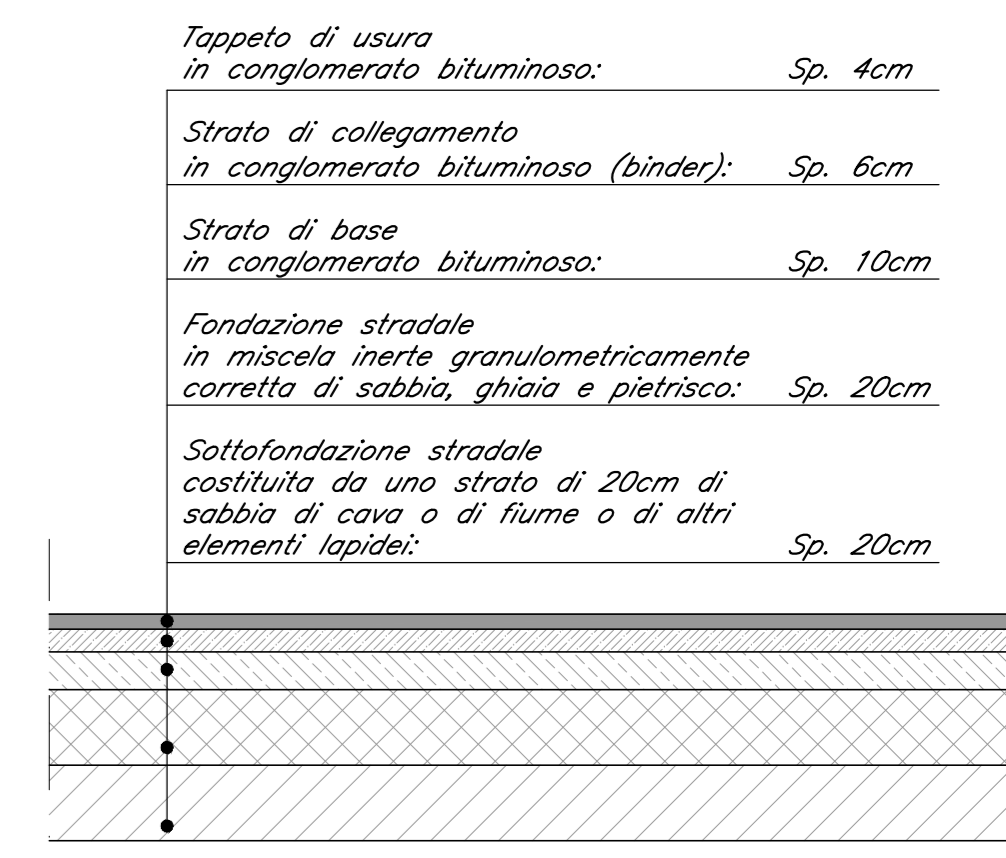 Tappeto di usura
in conglomerato bituminoso: Sp. 4cm
Strato di collegamento
in conglomerato bituminoso (binder): Sp. 6cm
Strato di base
in conglomerato bituminoso: Sp. 10cm
Fondazione stradale
in miscela inerte granulometricamente
corretta di sabbia, ghiaia e pietrisco: Sp. 20cm
Sottofondazione stradale
costituita da uno strato di 20cm di
sabbia di cava o di fiume o di altri
elementi lapidei: Sp. 20cm